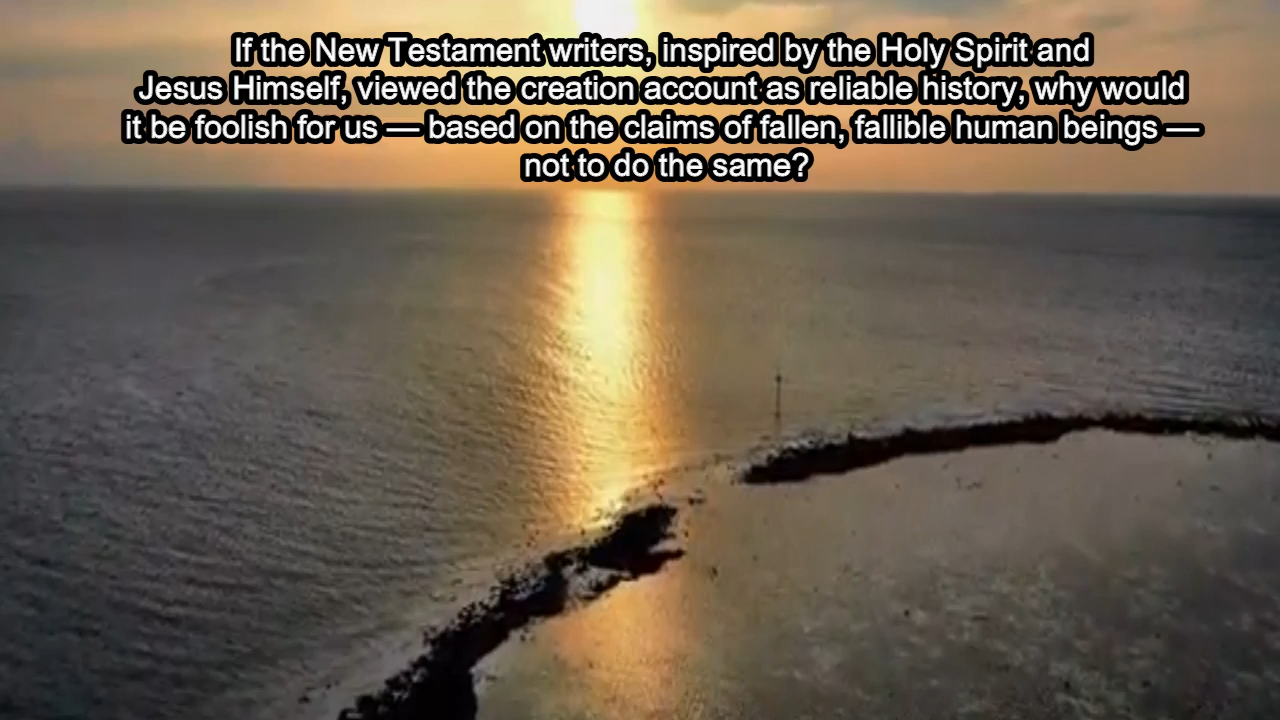 If the New Testament writers, inspired by the Holy Spirit and
Jesus Himself, viewed the creation account as reliable history, why would
it be foolish for us — based on the claims of fallen, fallible human beings —
not to do the same?